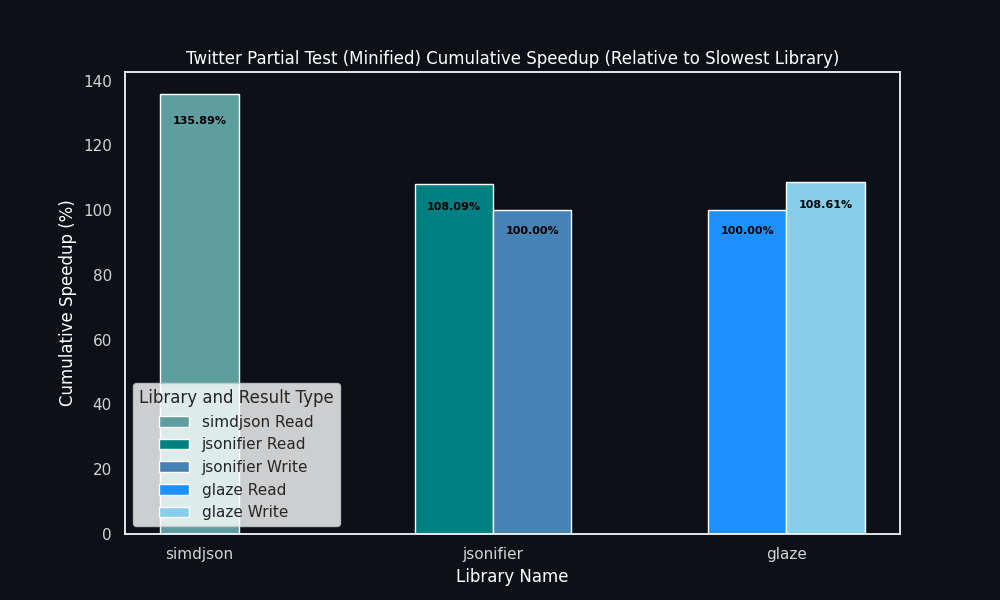 Twitter Partial Test (Minified) Cumulative Speedup (Relative to Slowest Library)
Cumulative Speedup (%)
140
120
100
80
60
40
20
0
135.89%
108.09%
100.00%
100.00%
108.61%
Library and Result Type
simdjson Read
jsonifier Read
jsonifier Write
glaze Read
glaze Write
simdjson
jsonifier
glaze
Library Name